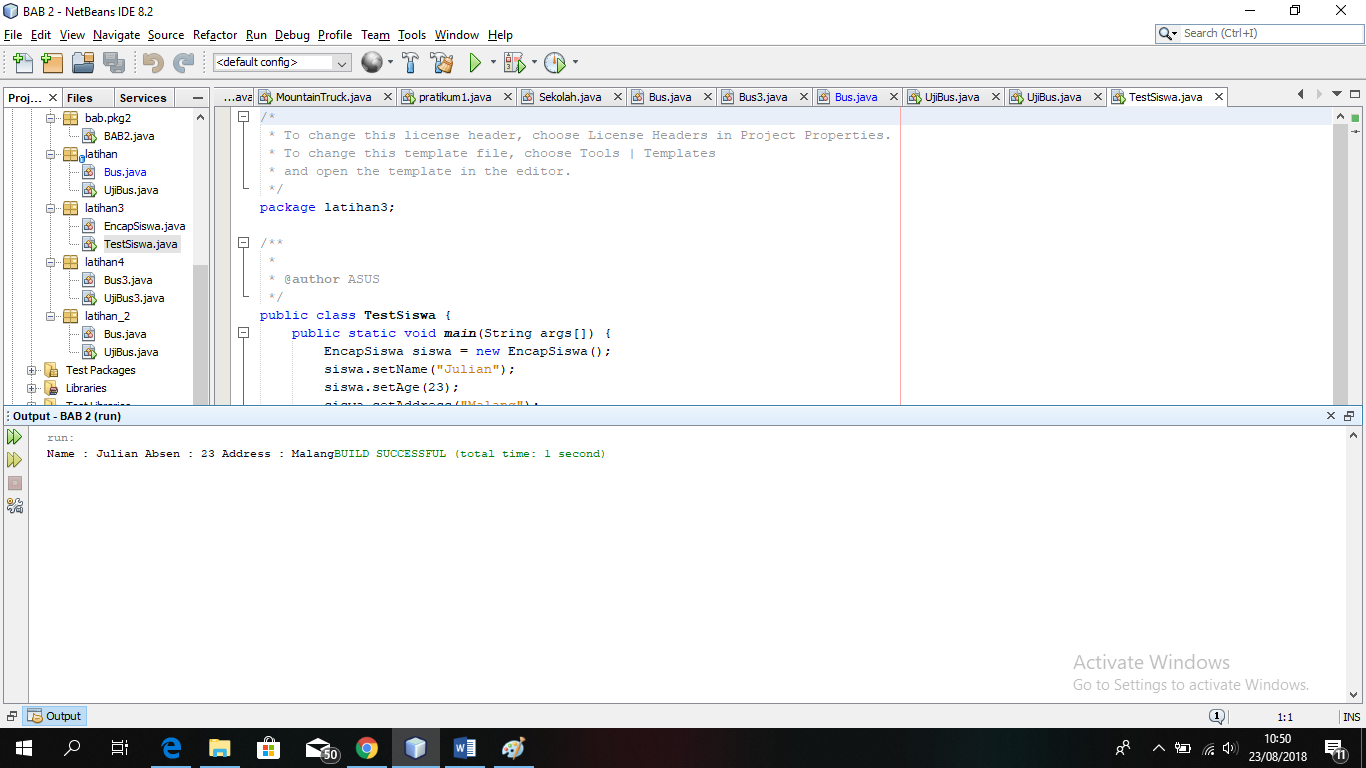 BAB 2 - NetBeans IDE 8.2
File Edit View Navigate Source Refactor Run Debug Profile Team Tools Window Help
Search (Ctrl+I)
<default config>
Proj... Files Services
...ava MountainTruck.java pratikum1.java Sekolah.java Bus.java Bus3.java Bus.java UjiBus.java UjiBus.java TestSiswa.java
bab.pkg2
BAB2.java
latihan
Bus.java
UjiBus.java
latihan3
EncapSiswa.java
TestSiswa.java
latihan4
Bus3.java
UjiBus3.java
latihan_2
Bus.java
UjiBus.java
Test Packages
Libraries
Test Libraries
/*
* To change this license header, choose License Headers in Project Properties.
* To change this template file, choose Tools | Templates
* and open the template in the editor.
*/
package latihan3;
/**
*
* @author ASUS
*/
public class TestSiswa {
public static void main(String args[]) {
EncapSiswa siswa = new EncapSiswa();
siswa.setName("Julian");
siswa.setAge(23);
siswa.setAddress("Malang");
Output - BAB 2 (run)
run:
Name : Julian Absen : 23 Address : MalangBUILD SUCCESSFUL (total time: 1 second)
Activate Windows
Go to Settings to activate Windows.
Output
1
1:1
INS
50
10:50
23/08/2018
11